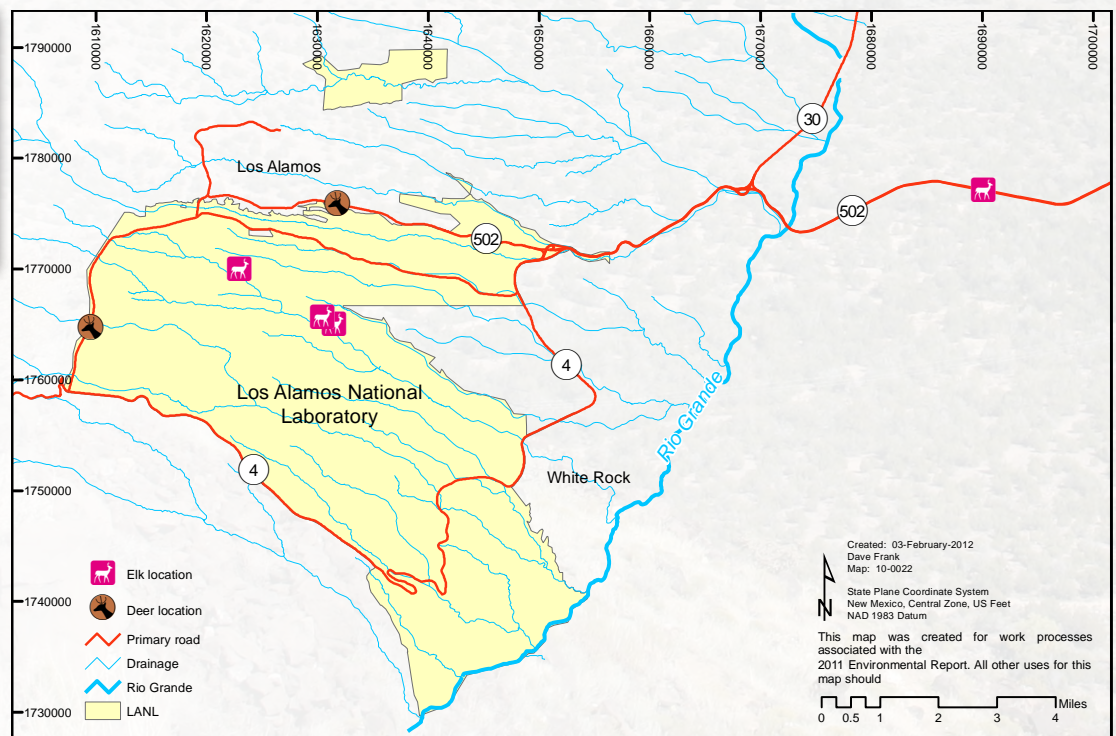 1610000
1620000
1630000
1640000
1650000
1660000
1670000
1680000
1690000
1700000
1790000
1780000
1770000
1760000
1750000
1740000
1730000
30
Los Alamos
502
502
4
Los Alamos National
Laboratory
Rio Grande
4
White Rock
Elk location
Deer location
Primary road
Drainage
Rio Grande
LANL
Created: 03-February-2012
Dave Frank
Map: 10-0022
N
State Plane Coordinate System
New Mexico, Central Zone, US Feet
NAD 1983 Datum
This map was created for work processes
associated with the
2011 Environmental Report. All other uses for this
map should
Miles
0 0.5 1 2 3 4